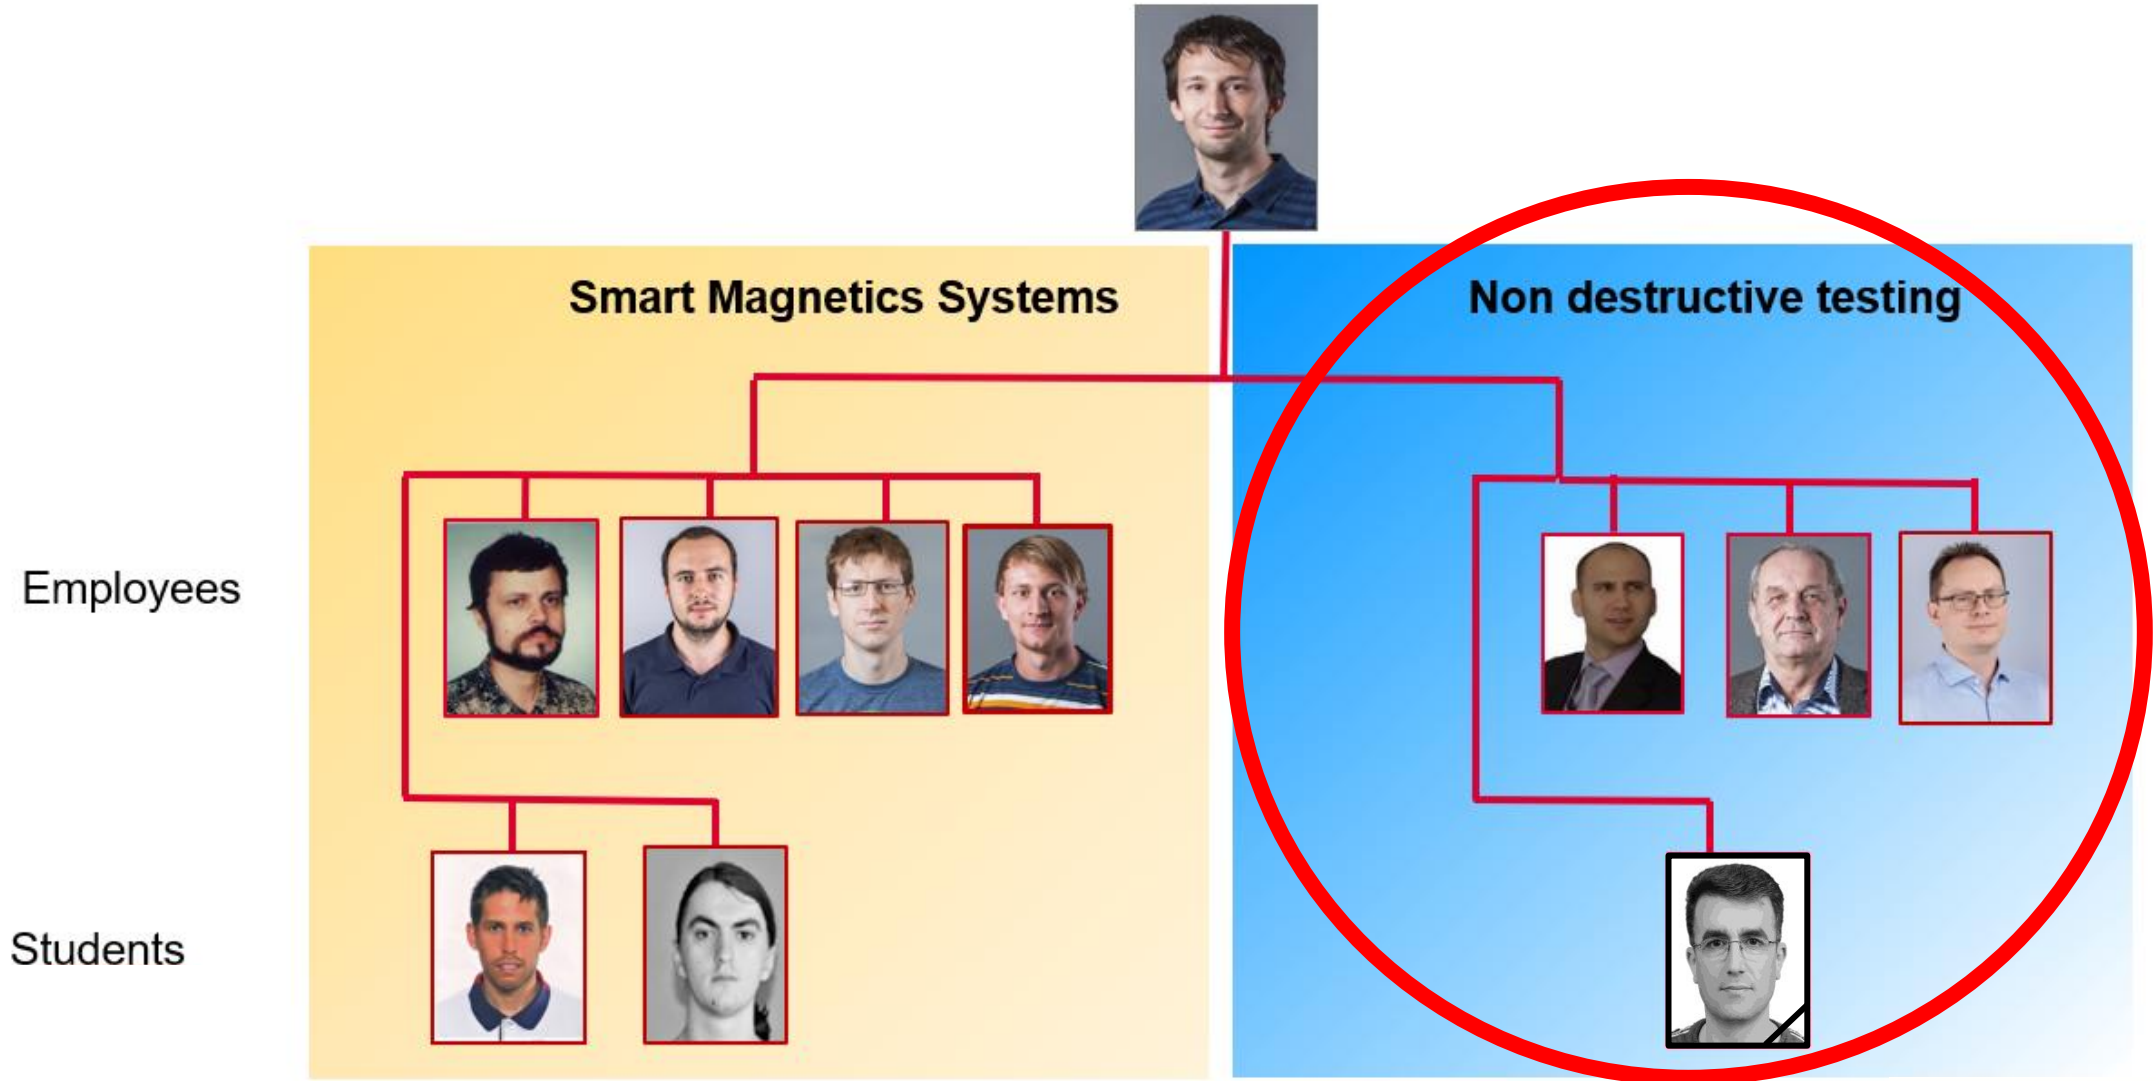 Smart Magnetics Systems
Non destructive testing
Employees
Students